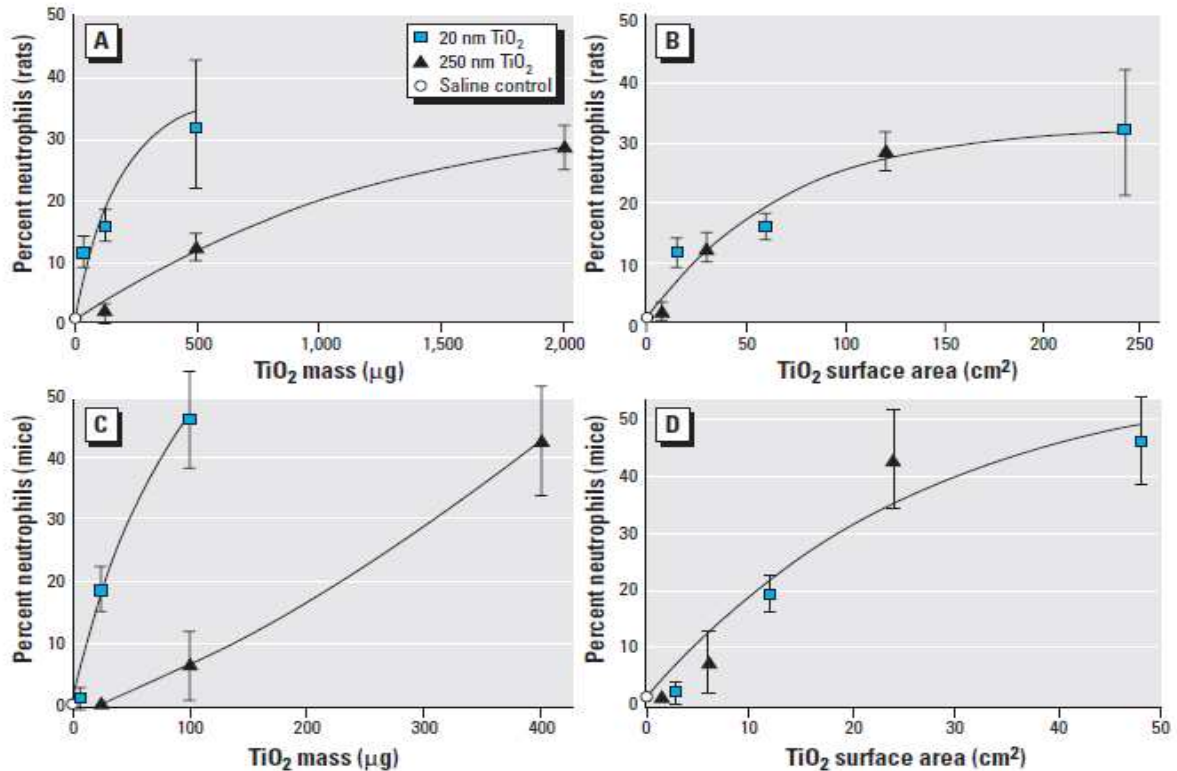 A
20 nm TiO₂
250 nm TiO₂
Saline control
Percent neutrophils (rats)
50
40
30
20
10
0
0 500 1,000 1,500 2,000
TiO₂ mass (μg)
B
Percent neutrophils (rats)
50
40
30
20
10
0
0 50 100 150 200 250
TiO₂ surface area (cm²)
C
Percent neutrophils (mice)
50
40
30
20
10
0
0 100 200 300 400
TiO₂ mass (μg)
D
Percent neutrophils (mice)
50
40
30
20
10
0
0 10 20 30 40 50
TiO₂ surface area (cm²)